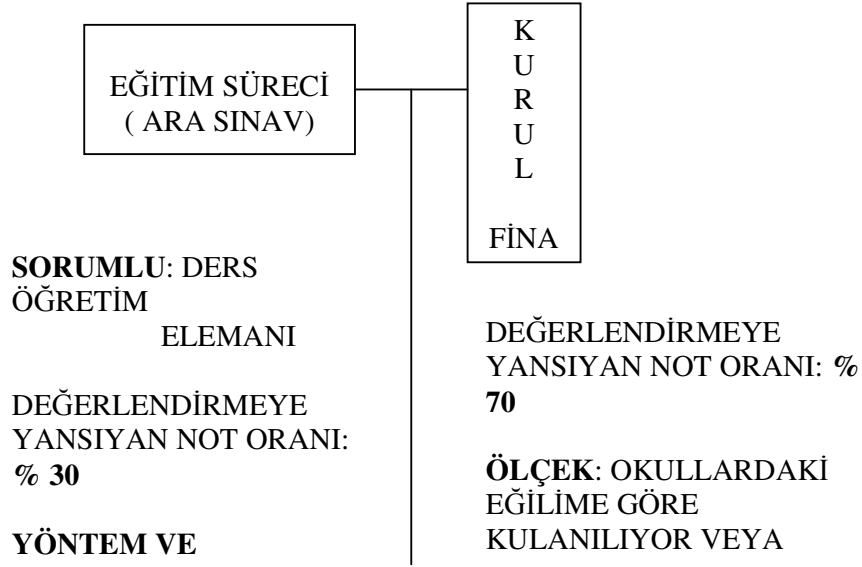 EĞİTİM SÜRECİ
( ARA SINAV)
K
U
R
U
L
FİNA
SORUMLU: DERS
ÖĞRETİM
ELEMANI
DEĞERLENDİRMEYE
YANSIYAN NOT ORANI:
% 30
YÖNTEM VE
DEĞERLENDİRMEYE
YANSIYAN NOT ORANI: %
70
ÖLÇEK: OKULLARDAKİ
EĞİLİME GÖRE
KULANILIYOR VEYA